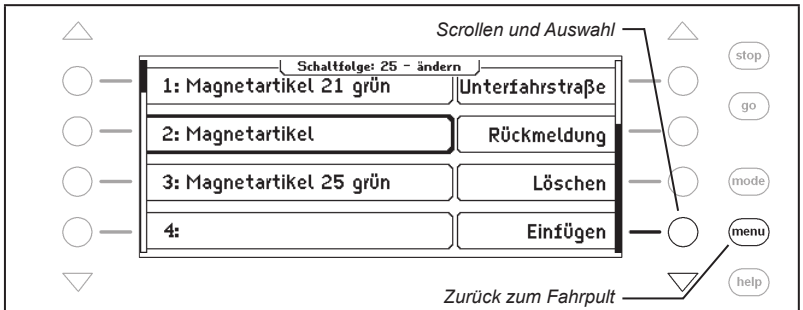 Scrollen und Auswahl
Schaltfolge: 25 - ändern
1: Magnetartikel 21 grün
Unterfahrstraße
2: Magnetartikel
Rückmeldung
3: Magnetartikel 25 grün
Löschen
4:
Einfügen
stop
go
mode
menu
help
Zurück zum Fahrpult